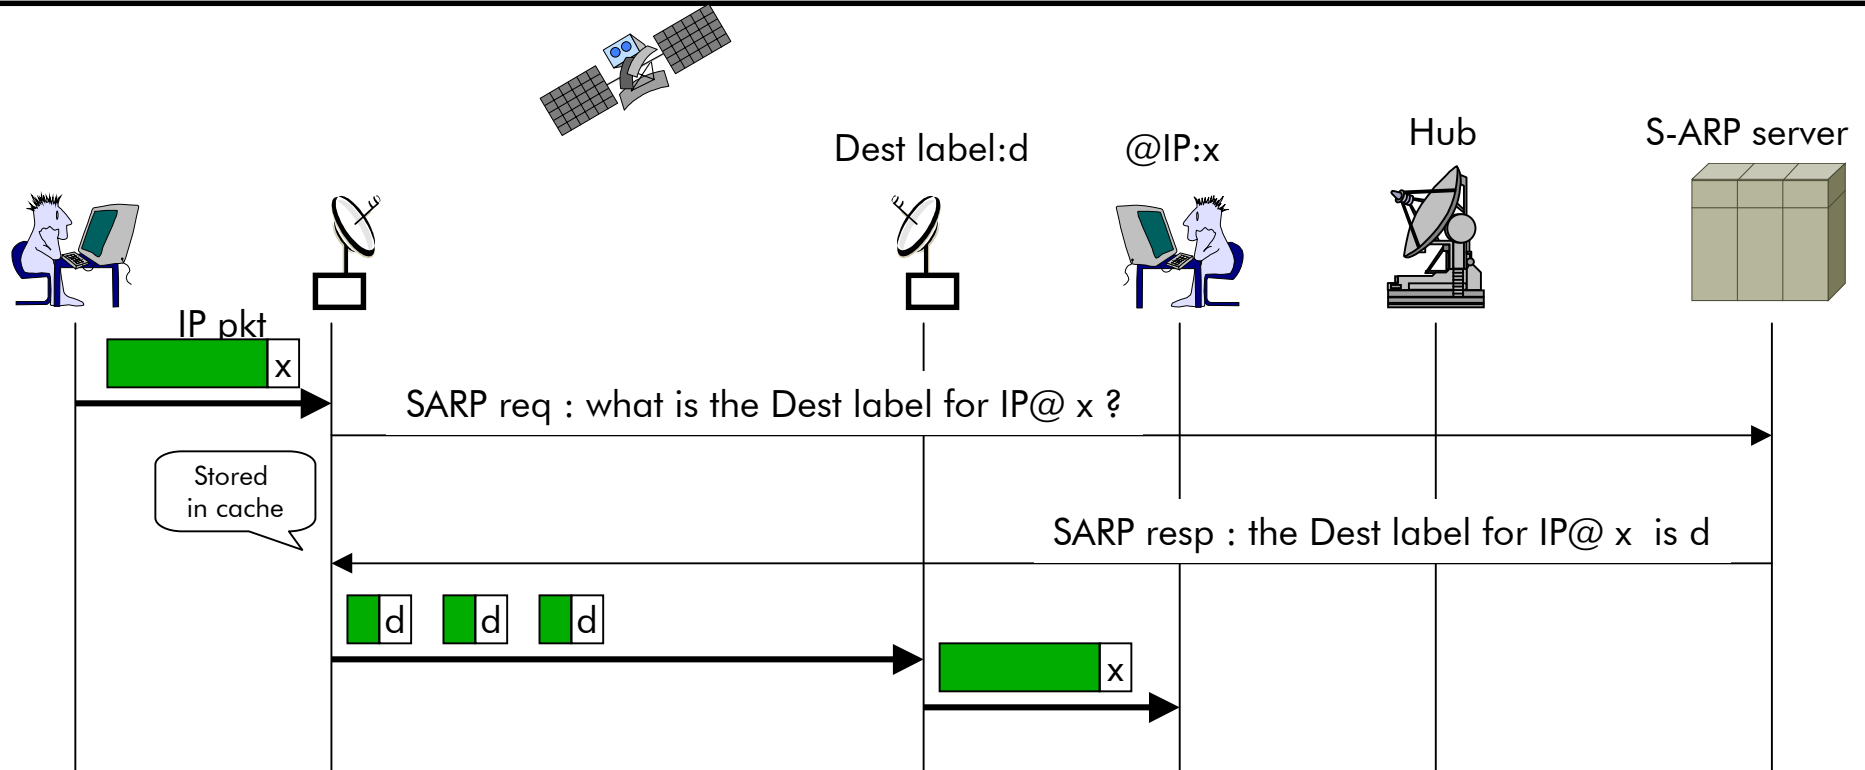 Dest label:d
@IP:x
Hub
S-ARP server
IP pkt
x
SARP req : what is the Dest label for IP@ x ?
Stored
in cache
SARP resp : the Dest label for IP@ x  is d
d d d
x